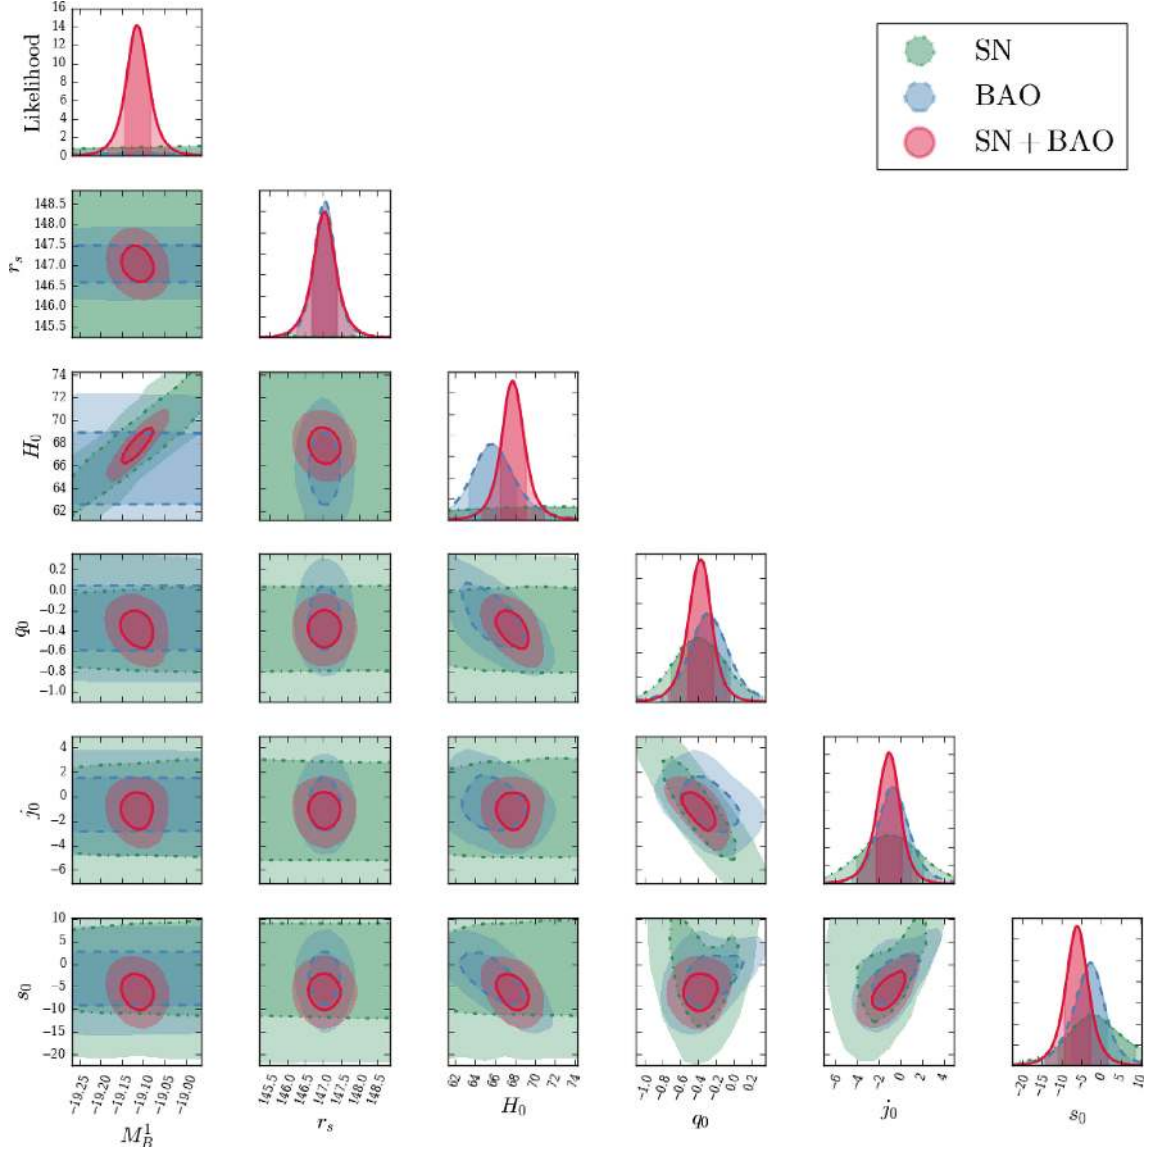 16
14
12
10
8
6
4
2
0
Likelihood
SN
BAO
SN + BAO
148.5
148.0
147.5
147.0
146.5
146.0
145.5
r_s
74
72
70
68
66
64
62
H_0
0.2
0.0
−0.2
−0.4
−0.6
−0.8
−1.0
q_0
4
2
0
−2
−4
−6
j_0
10
5
0
−5
−10
−15
−20
s_0
−19.25 −19.20 −19.15 −19.10 −19.05 −19.00
M_B^1
145.5 146.0 146.5 147.0 147.5 148.0 148.5
r_s
62 64 66 68 70 72 74
H_0
−1.0 −0.8 −0.6 −0.4 −0.2 0.0 0.2
q_0
−6 −4 −2 0 2 4
j_0
−20 −15 −10 −5 0 5 10
s_0